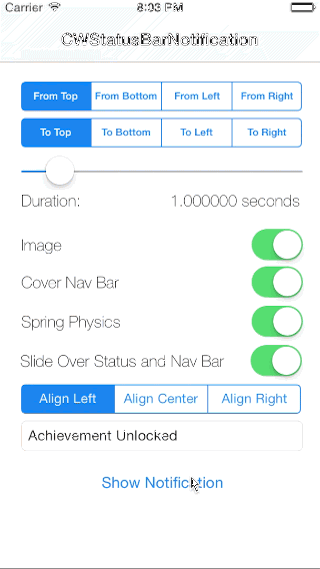 Carrier 8:03 PM
CWStatusBarNotification
From Top From Bottom From Left From Right
To Top To Bottom To Left To Right
Duration: 1.000000 seconds
Image
Cover Nav Bar
Spring Physics
Slide Over Status and Nav Bar
Align Left Align Center Align Right
Achievement Unlocked
Show Notification